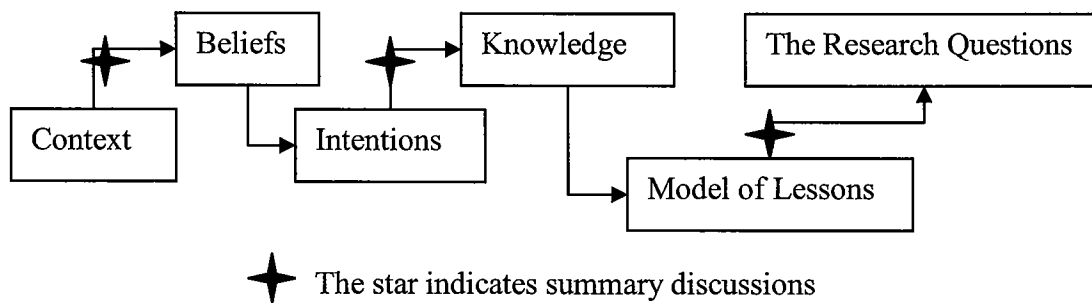 Context
Beliefs
Intentions
Knowledge
Model of Lessons
The Research Questions
The star indicates summary discussions